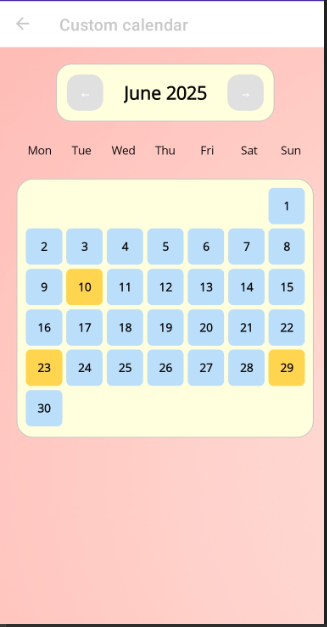 Custom calendar
June 2025
Mon Tue Wed Thu Fri Sat Sun
1
2 3 4 5 6 7 8
9 10 11 12 13 14 15
16 17 18 19 20 21 22
23 24 25 26 27 28 29
30